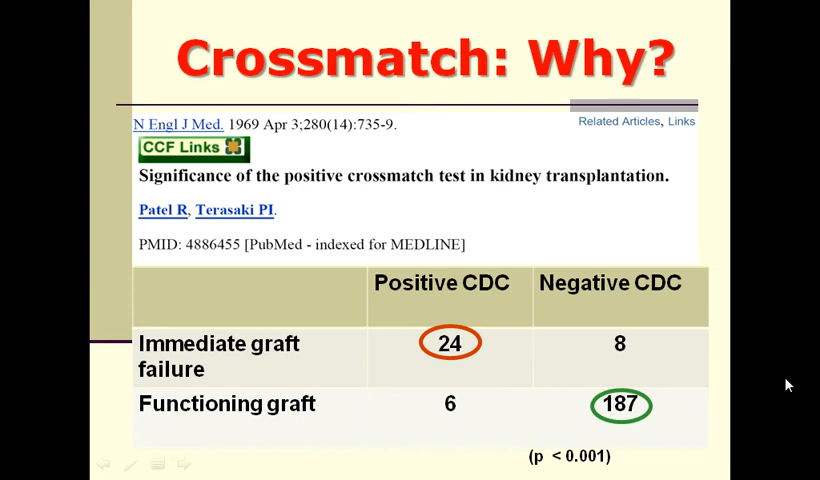 Crossmatch: Why?
N Engl J Med. 1969 Apr 3;280(14):735-9.
Related Articles, Links
CCF Links
Significance of the positive crossmatch test in kidney transplantation.
Patel R, Terasaki PI.
PMID: 4886455 [PubMed - indexed for MEDLINE]
Positive CDC Negative CDC
Immediate graft failure 24 8
Functioning graft 6 187
(p < 0.001)